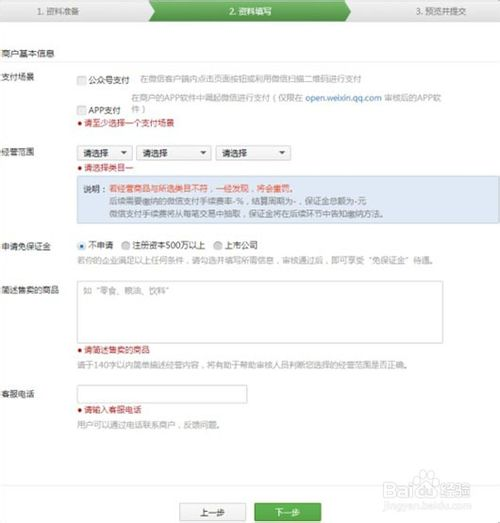 1. 资料准备
2. 资料填写
3. 预览并提交
商户基本信息
支付场景
公众号支付 在微信客户端内点击页面按钮或利用微信扫描二维码进行支付
APP支付 在商户的APP软件中调起微信进行支付（仅限在 open.weixin.qq.com 审核后的APP软件）
请至少选择一个支付场景
经营范围
请选择 请选择 请选择
请选择类目一
说明： 若经营商品与所选类目不符，一经发现，将会重罚。
后续需要缴纳的微信支付手续费率-%，结算周期为-，保证金总额为-元
微信支付手续费将从每笔交易中抽取，保证金将在后续环节中告知缴纳方法。
申请免保证金
不申请 注册资本500万以上 上市公司
若你的企业满足以上任何条件，请勾选并填写所需信息，审核通过后，即可享受“免保证金”待遇。
简述售卖的商品
如“零食、粮油、饮料”
请简述售卖的商品
请于140字以内简单描述经营内容，将有助于帮助审核人员判断您选择的经营范围是否正确。
客服电话
请输入客服电话
用户可以通过电话联系商户，反馈问题。
上一步 下一步
Baidu经验
jingyan.baidu.com